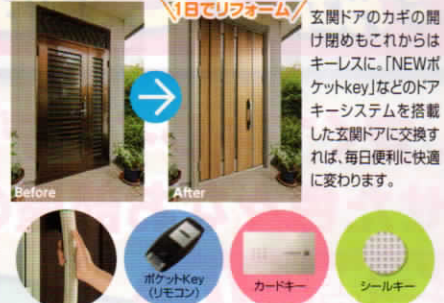 1日でリフォーム
玄関ドアのカギの開
け閉めもこれからは
キーレスに。「NEWポ
ケットkey」などのドア
キーシステムを搭載
した玄関ドアに交換す
れば、毎日便利に快適
に変わります。
Before
After
ポケットKey
(リモコン)
カードキー
シールキー